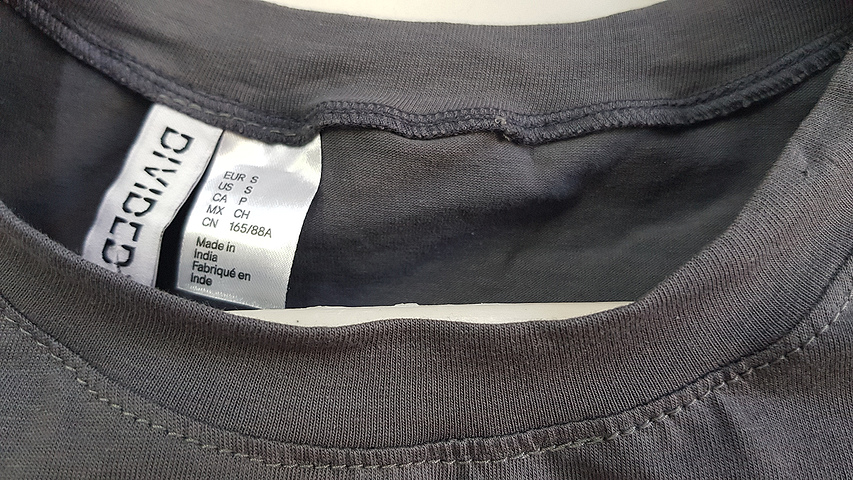 DIVIDED
EUR S
US S
CA P
MX CH
CN 165/88A
Made in
India
Fabriqué en
Inde